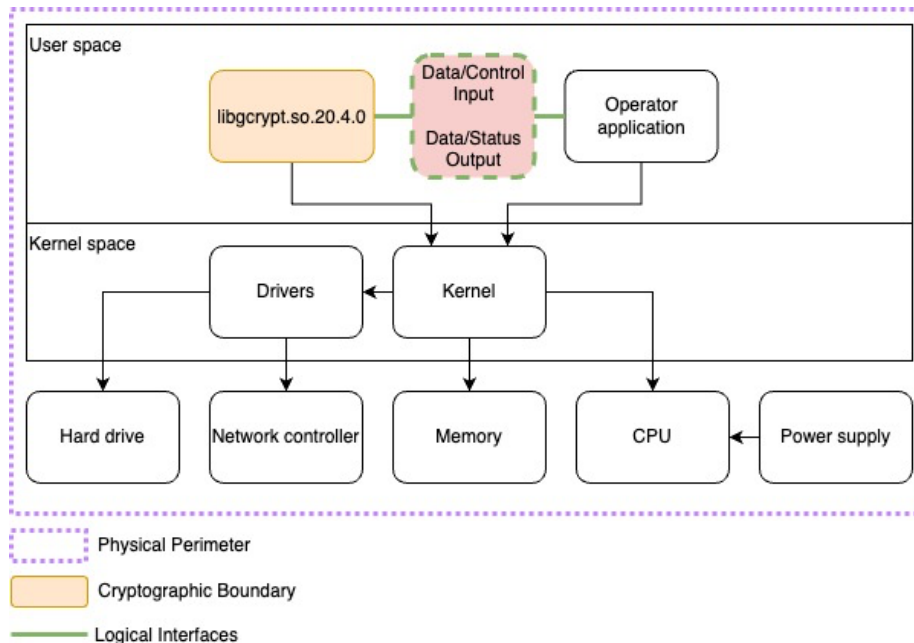 User space
libgcrypt.so.20.4.0
Data/Control
Input
Data/Status
Output
Operator
application
Kernel space
Drivers
Kernel
Hard drive
Network controller
Memory
CPU
Power supply
Physical Perimeter
Cryptographic Boundary
Logical Interfaces